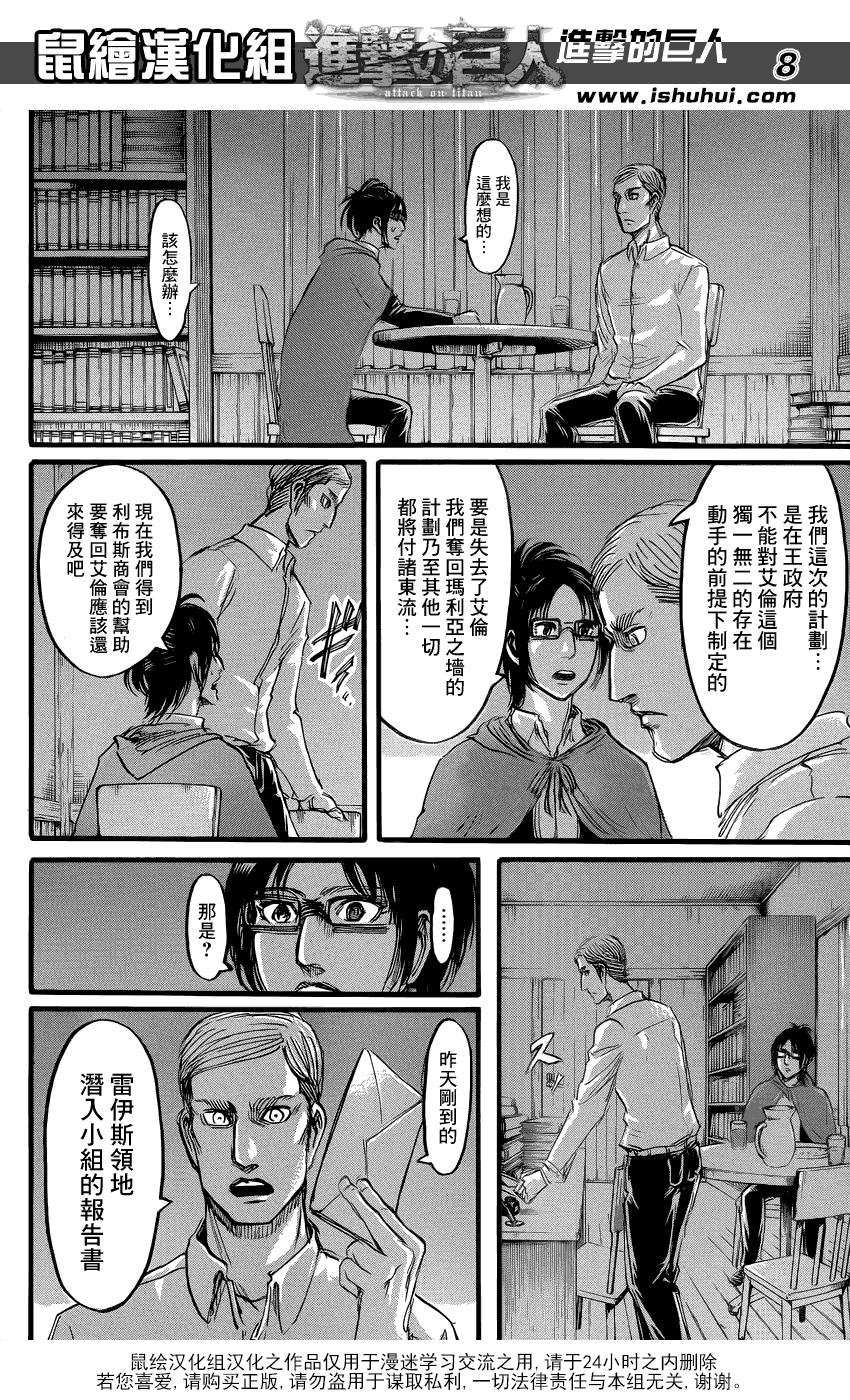 鼠繪漢化組
進撃の巨人
attack on titan
進擊的巨人
8
www.ishuhui.com
我是
這麼想的…
該怎麼辦…
我們這次的計劃…
是在王政府
不能對艾倫這個
獨一無二的存在
動手的前提下制定的
要是失去了艾倫
我們奪回瑪利亞之墻的
計劃乃至其他一切
都將付諸東流…
現在我們得到
利布斯商會的幫助
要奪回艾倫應該還
來得及吧
……
那是?
昨天剛到的
雷伊斯領地
潛入小組的報告書
鼠绘汉化组汉化之作品仅用于漫迷学习交流之用, 请于24小时之内删除
若您喜爱, 请购买正版, 请勿盗用于谋取私利, 一切法律责任与本组无关, 谢谢。